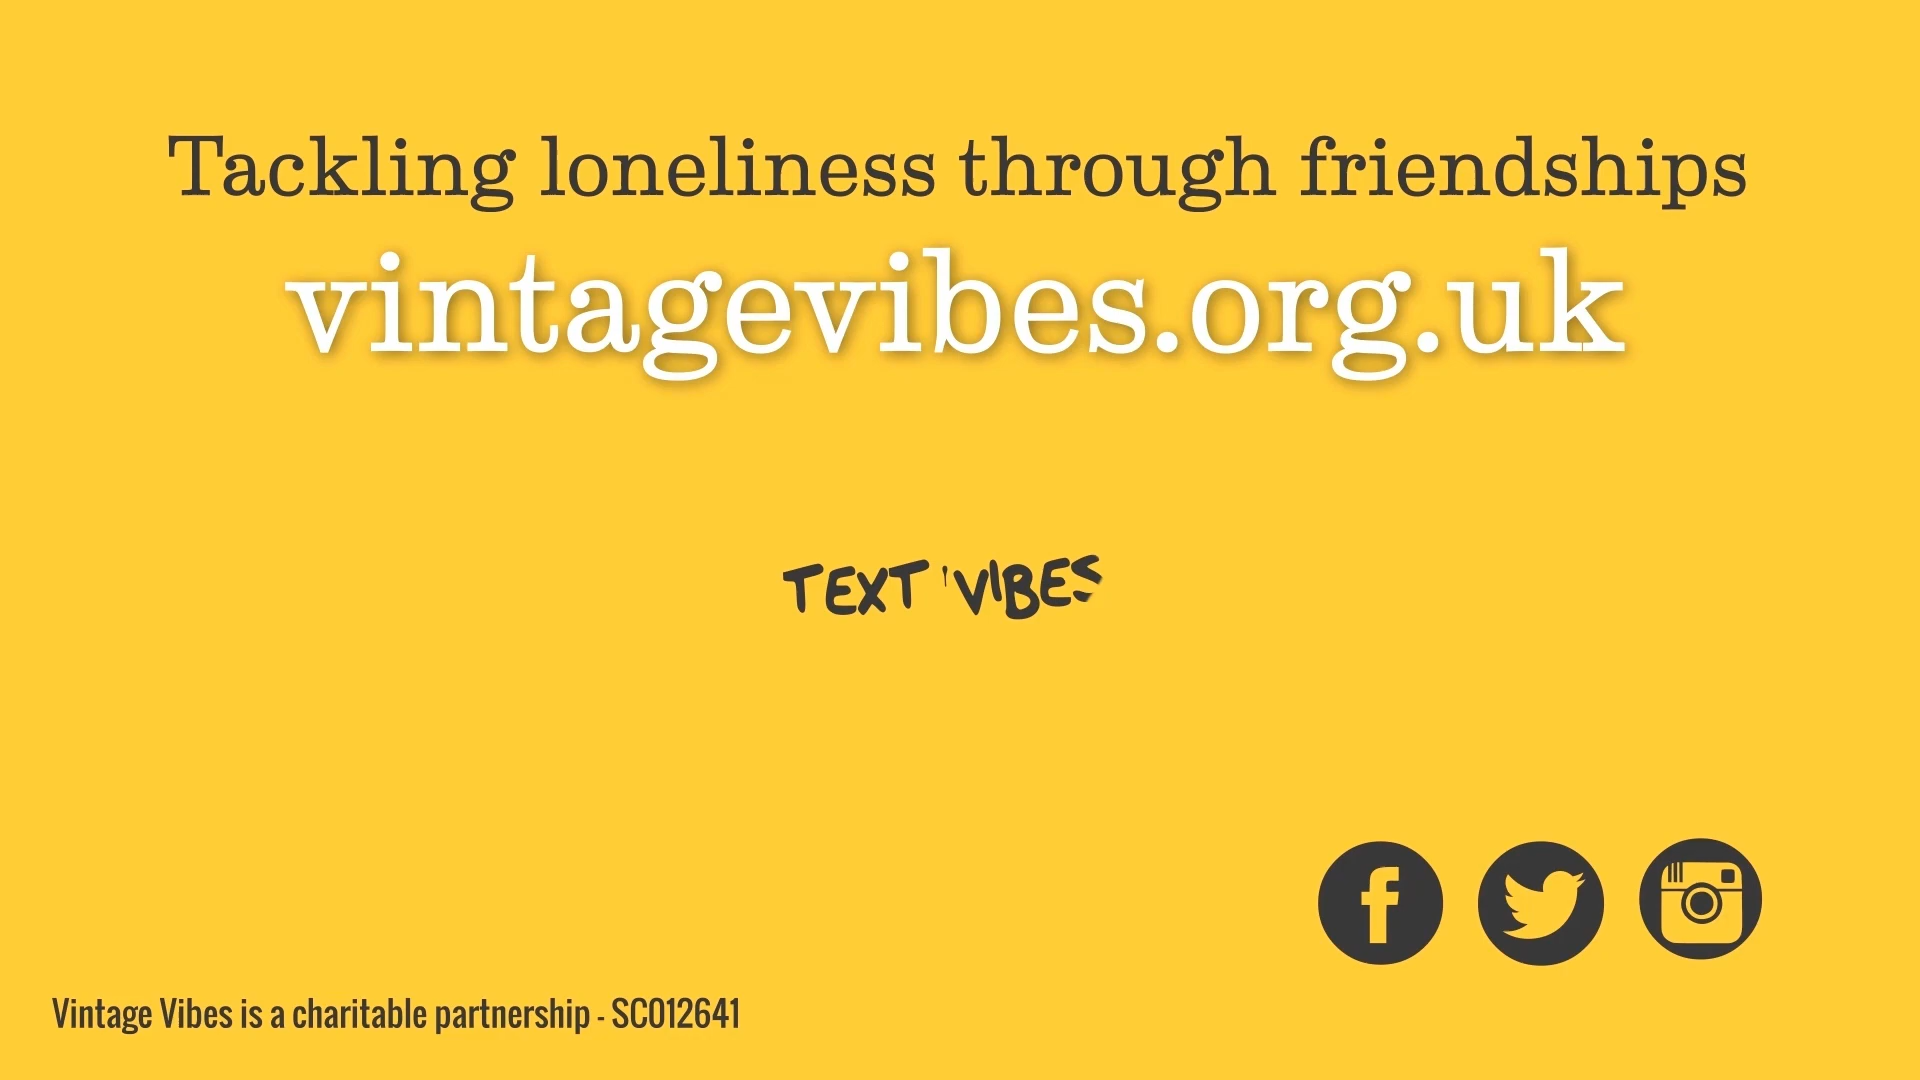 Tackling loneliness through friendships
vintagevibes.org.uk
TEXT 'VIBES
Vintage Vibes is a charitable partnership - SC012641